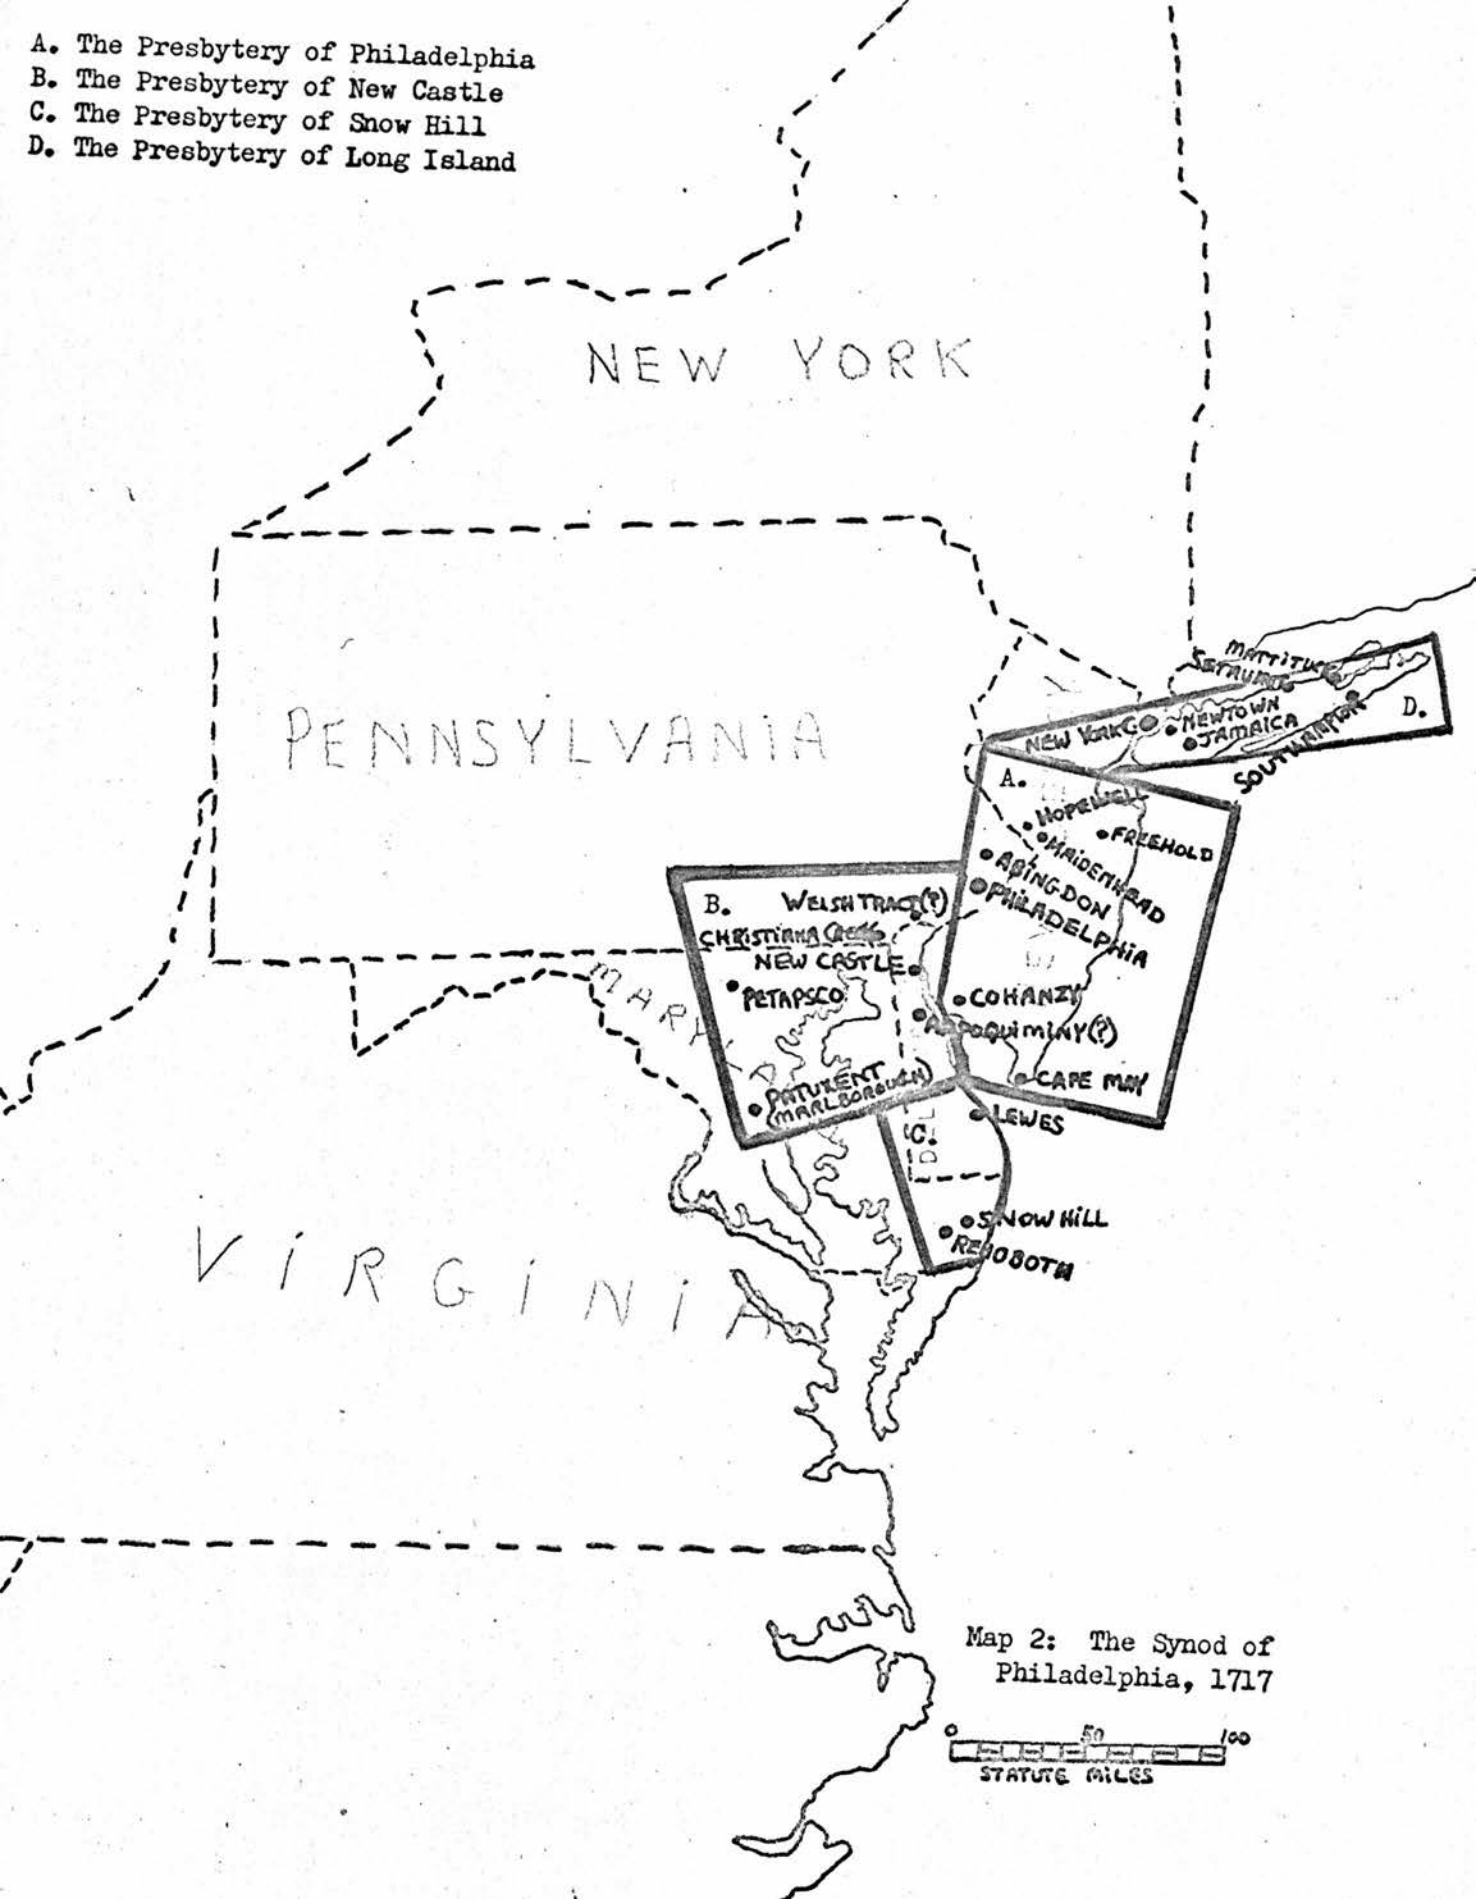 A. The Presbytery of Philadelphia
B. The Presbytery of New Castle
C. The Presbytery of Snow Hill
D. The Presbytery of Long Island
NEW YORK
PENNSYLVANIA
MATTITUCK
SETAUKET
NEW YORK
NEWTOWN
JAMAICA
SOUTHAMPTON
D.
A.
HOPEWELL
MAIDENHEAD
FREEHOLD
ABINGDON
PHILADELPHIA
B.
WELSH TRACT(?)
CHRISTIANA CREEK
NEW CASTLE
PETAPSCO
COHANZY
APPOQUIMINY(?)
PATUXENT
(MARLBOROUGH)
CAPE MAY
LEWES
C.
SNOW HILL
REHOBOTH
VIRGINIA
Map 2: The Synod of
Philadelphia, 1717
0 50 100
STATUTE MILES